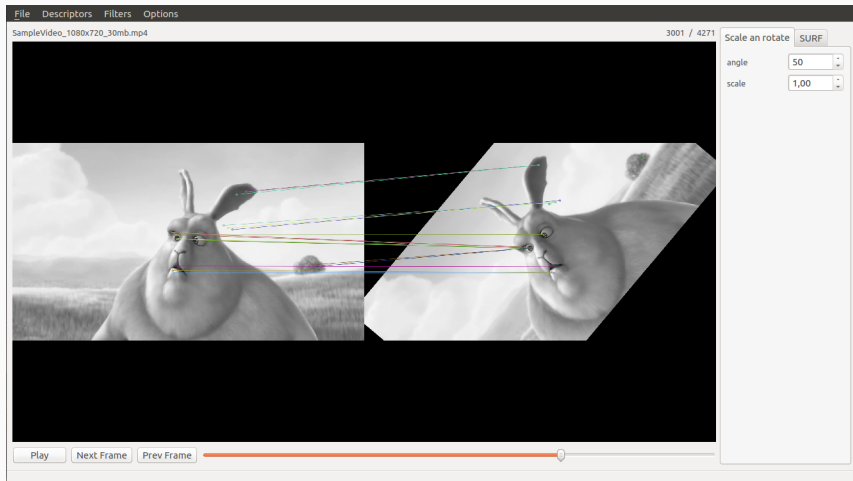 File Descriptors Filters Options
SampleVideo_1080x720_30mb.mp4 3001 / 4271
Scale an rotate SURF
angle 50
scale 1,00
Play Next Frame Prev Frame